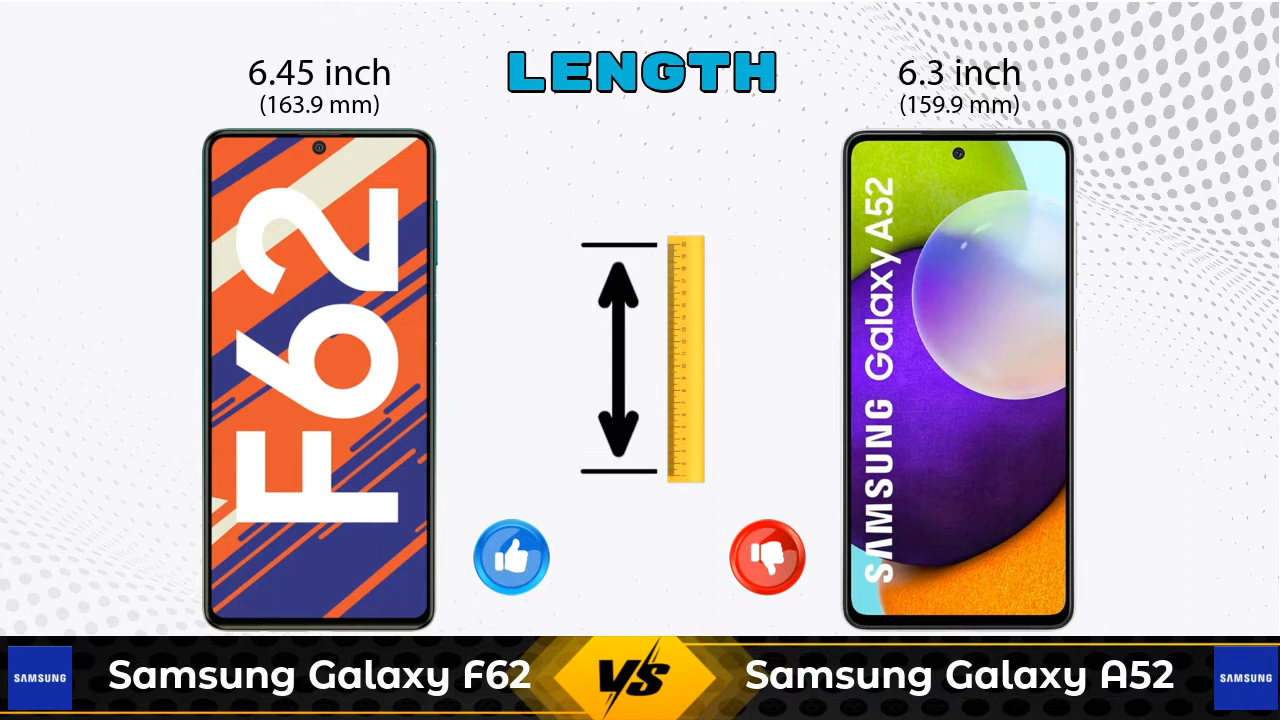 LENGTH
6.45 inch
(163.9 mm)
6.3 inch
(159.9 mm)
F62
SAMSUNG Galaxy A52
SAMSUNG
Samsung Galaxy F62
VS
Samsung Galaxy A52
SAMSUNG